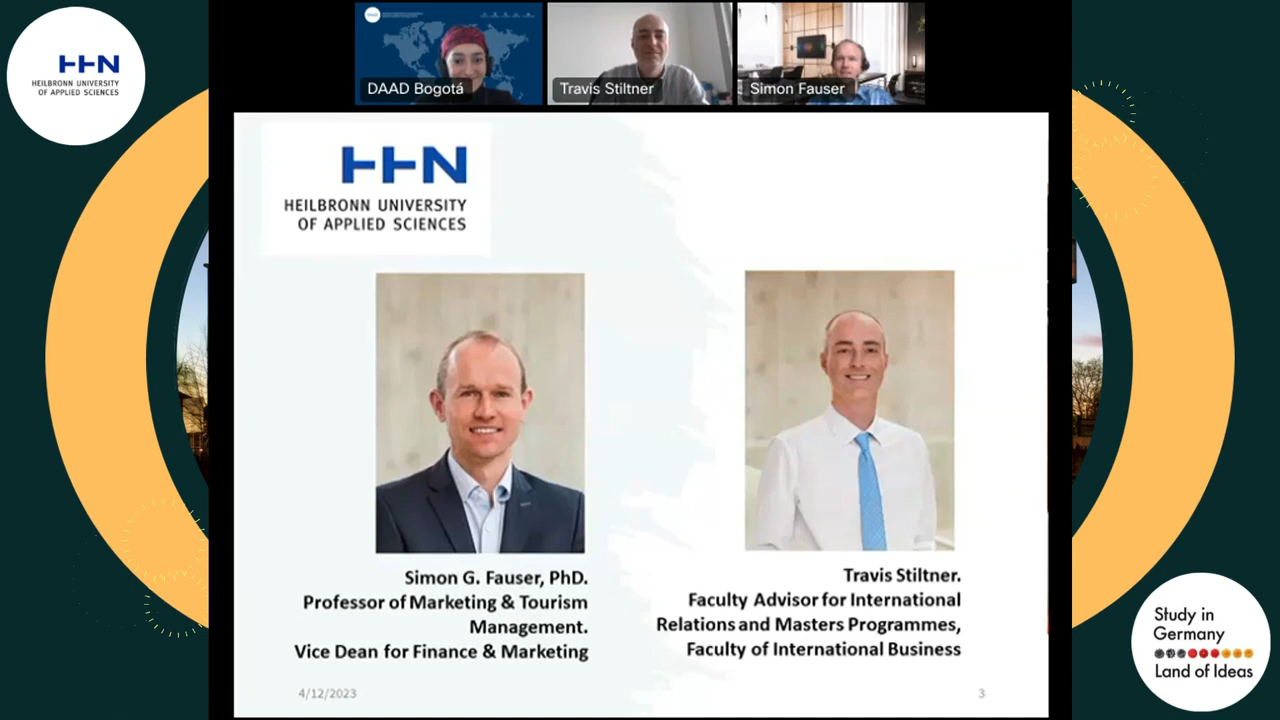 HHN
HEILBRONN UNIVERSITY
OF APPLIED SCIENCES
DAAD Bogotá
Travis Stiltner
Simon Fauser
HHN
HEILBRONN UNIVERSITY
OF APPLIED SCIENCES
Simon G. Fauser, PhD.
Professor of Marketing & Tourism
Management.
Vice Dean for Finance & Marketing
Travis Stiltner.
Faculty Advisor for International
Relations and Masters Programmes,
Faculty of International Business
4/12/2023
3
Study in
Germany
Land of Ideas